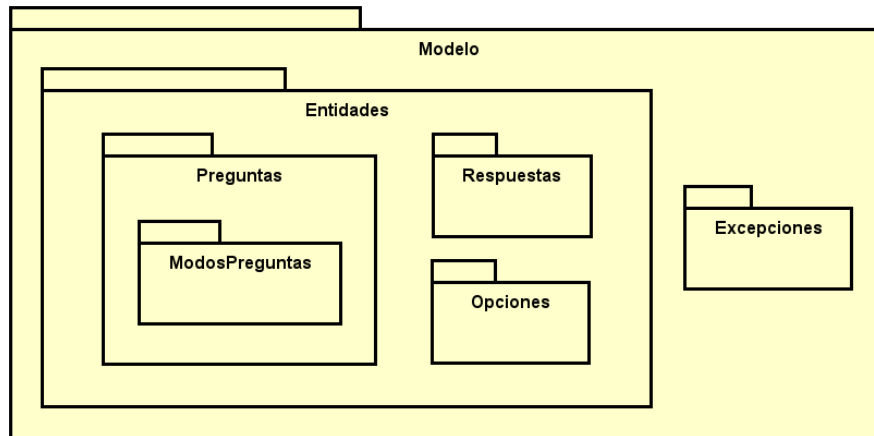 Modelo
Entidades
Preguntas
ModosPreguntas
Respuestas
Opciones
Excepciones